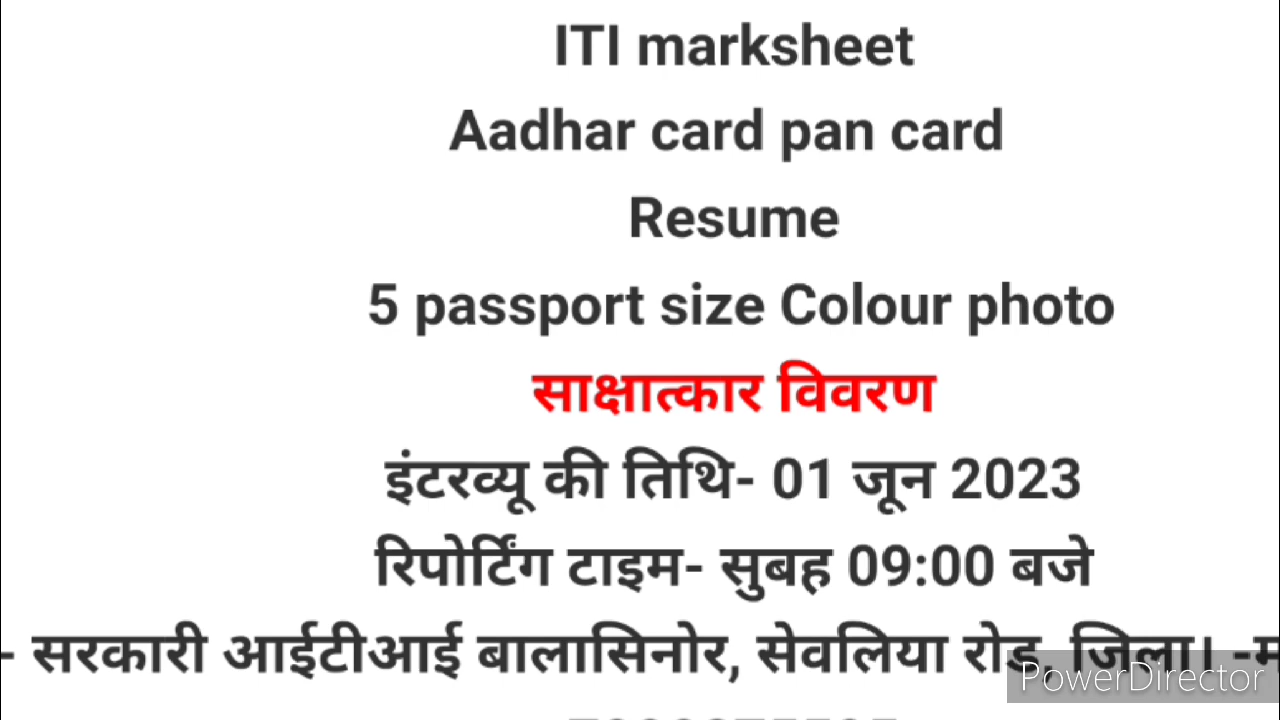 ITI marksheet
Aadhar card pan card
Resume
5 passport size Colour photo
साक्षात्कार विवरण
इंटरव्यू की तिथि- 01 जून 2023
रिपोर्टिंग टाइम- सुबह 09:00 बजे
- सरकारी आईटीआई बालासिनोर, सेवलिया रोड, जिला। -म
PowerDirector